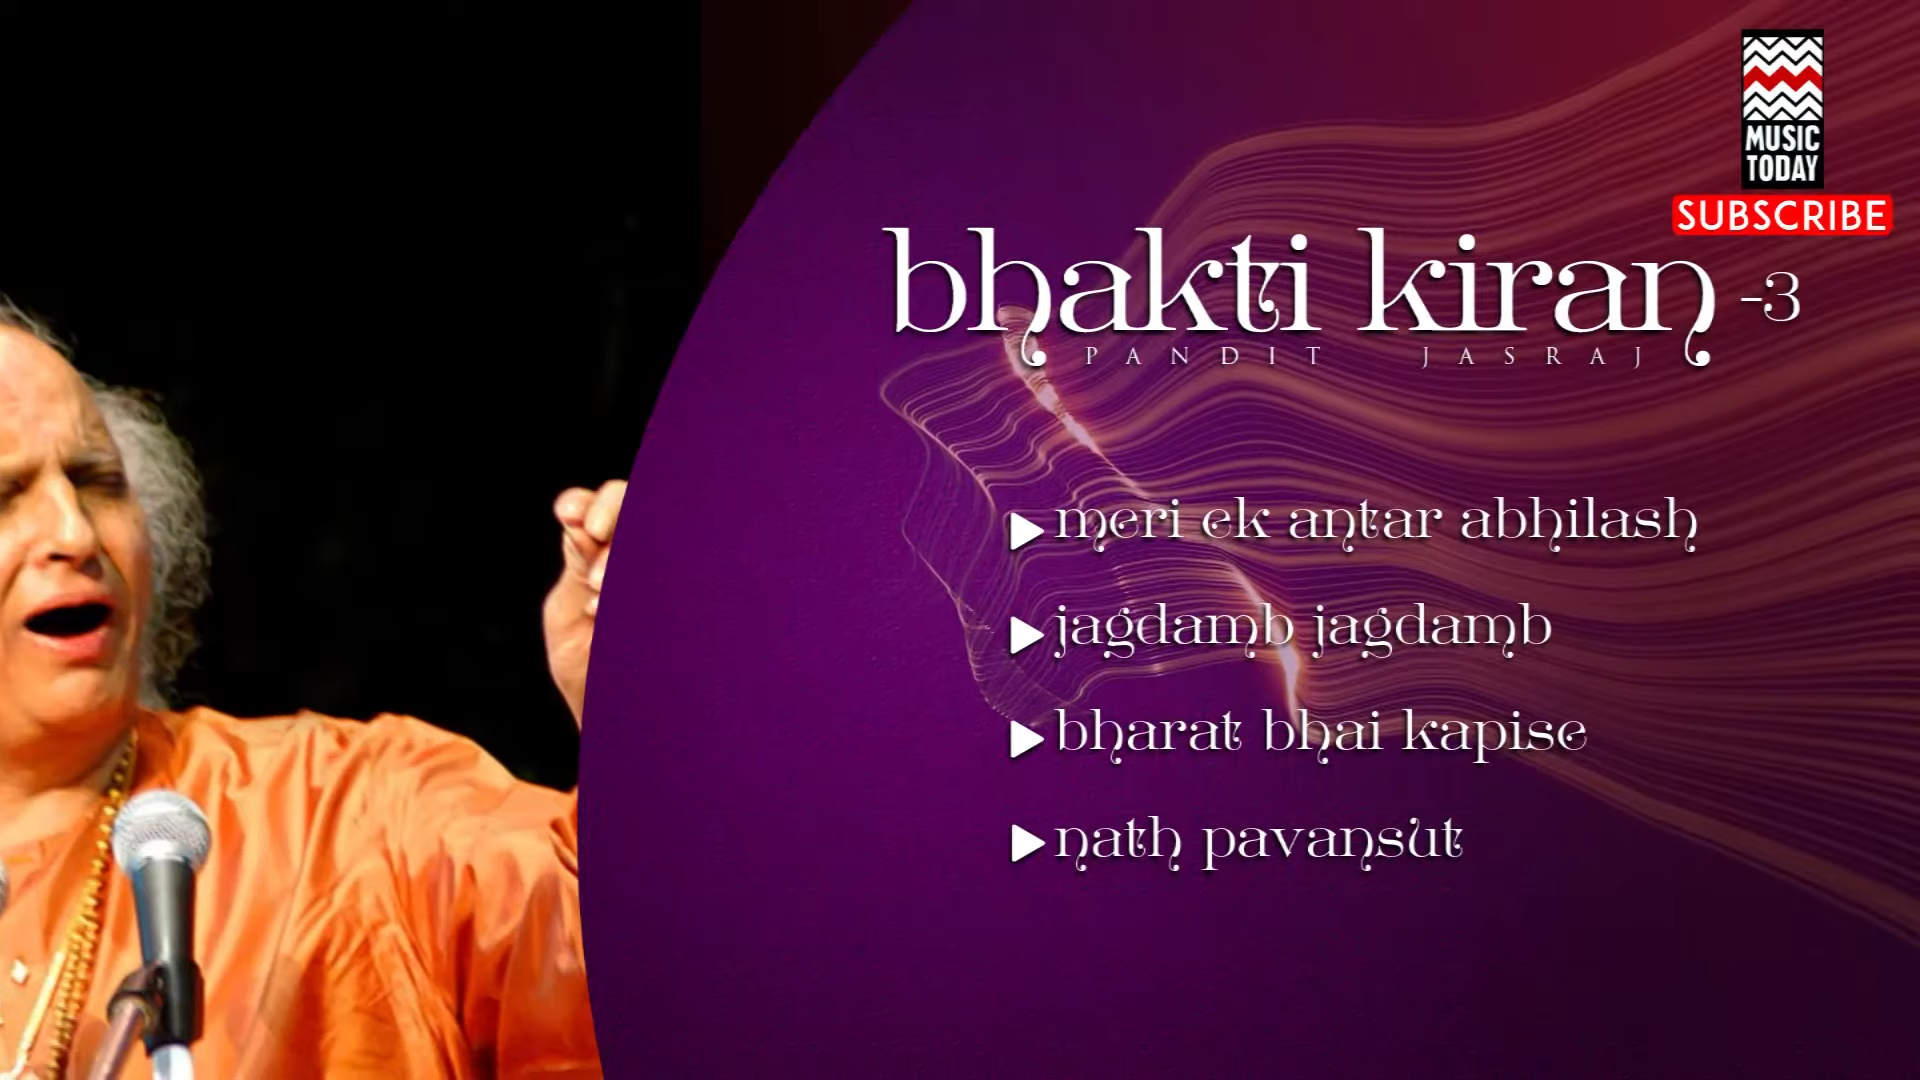 MUSIC
TODAY
SUBSCRIBE
bhakti kiran -3
PANDIT JASRAJ
meri ek antar abhilash
jagdamb jagdamb
bharat bhai kapise
nath pavansut